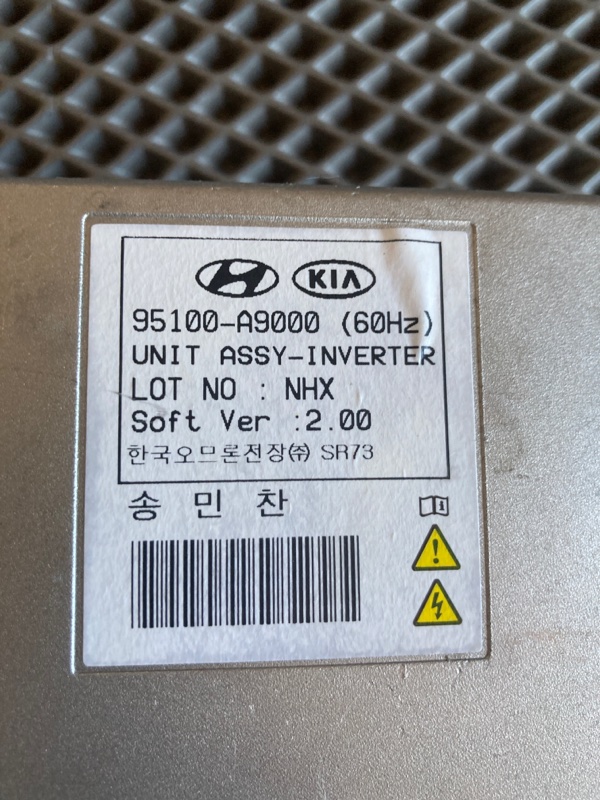 KIA
95100-A9000 (60Hz)
UNIT ASSY-INVERTER
LOT NO : NHX
Soft Ver :2.00
한국오므론전장㈜ SR73
송 민 찬